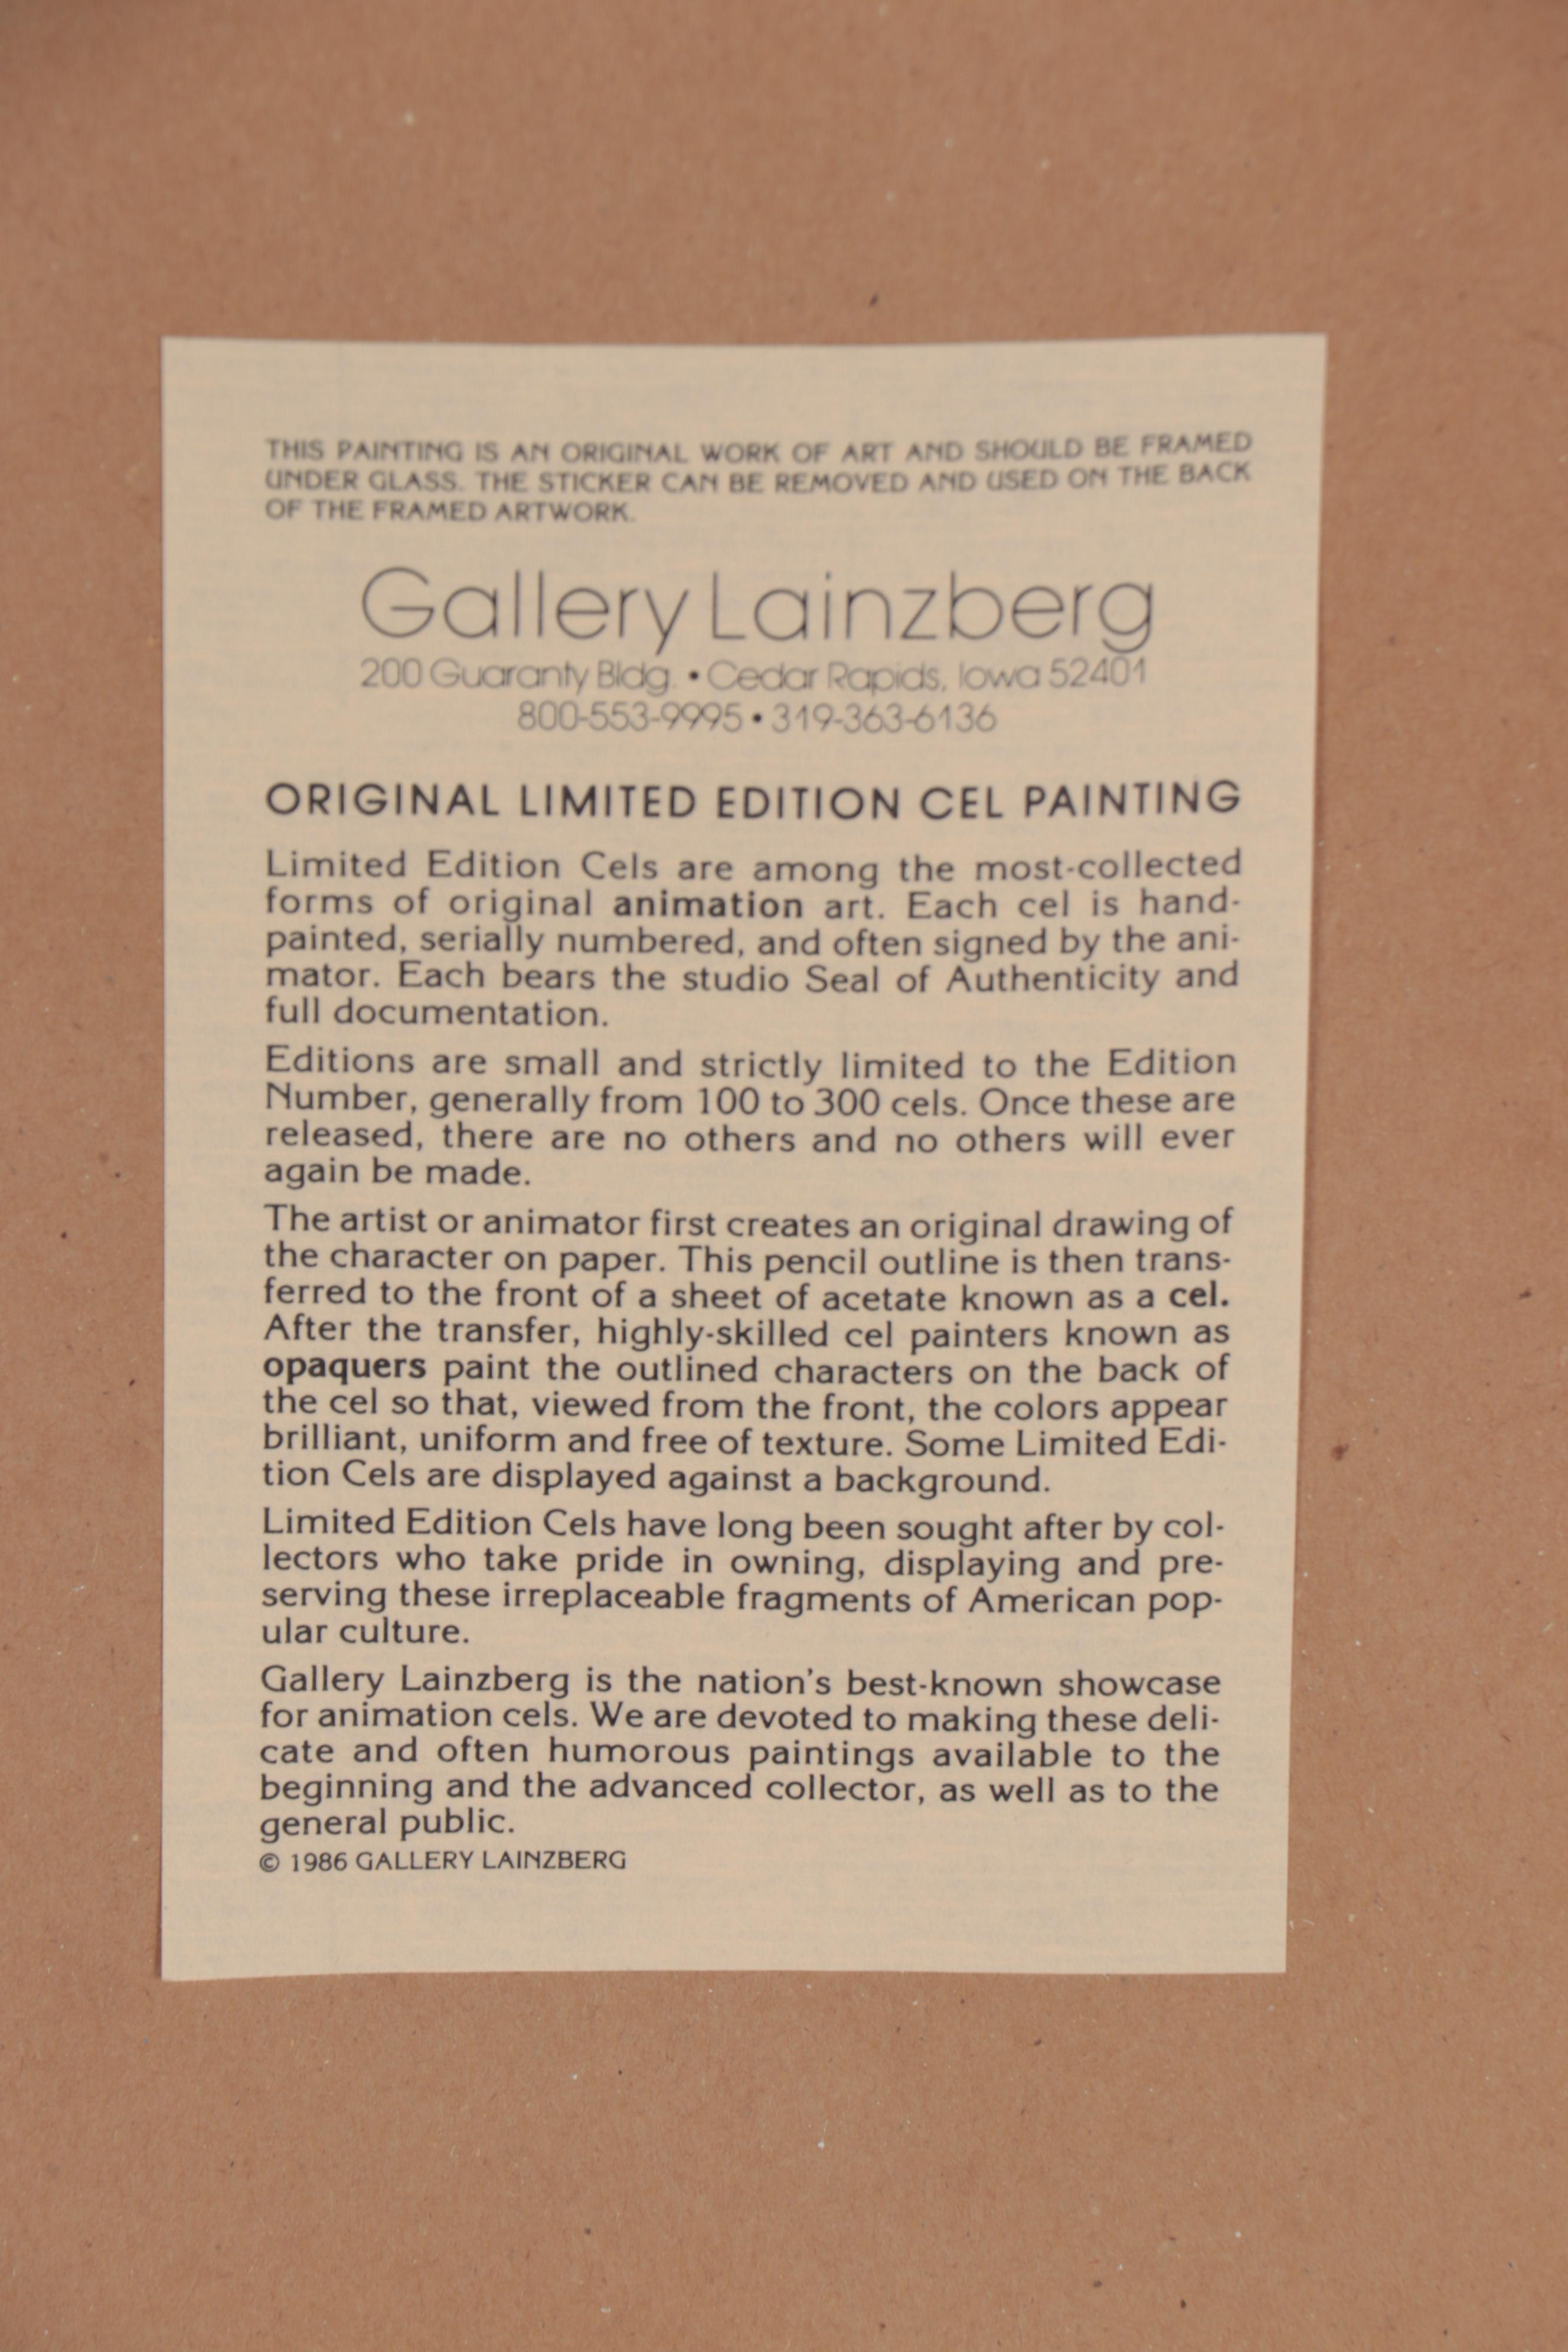 THIS PAINTING IS AN ORIGINAL WORK OF ART AND SHOULD BE FRAMED
UNDER GLASS. THE STICKER CAN BE REMOVED AND USED ON THE BACK
OF THE FRAMED ARTWORK.
Gallery Lainzberg
200 Guaranty Bldg. • Cedar Rapids, Iowa 52401
800-553-9995 • 319-363-6136
ORIGINAL LIMITED EDITION CEL PAINTING
Limited Edition Cels are among the most-collected
forms of original animation art. Each cel is hand-
painted, serially numbered, and often signed by the ani-
mator. Each bears the studio Seal of Authenticity and
full documentation.
Editions are small and strictly limited to the Edition
Number, generally from 100 to 300 cels. Once these are
released, there are no others and no others will ever
again be made.
The artist or animator first creates an original drawing of
the character on paper. This pencil outline is then trans-
ferred to the front of a sheet of acetate known as a cel.
After the transfer, highly-skilled cel painters known as
opaquers paint the outlined characters on the back of
the cel so that, viewed from the front, the colors appear
brilliant, uniform and free of texture. Some Limited Edi-
tion Cels are displayed against a background.
Limited Edition Cels have long been sought after by col-
lectors who take pride in owning, displaying and pre-
serving these irreplaceable fragments of American pop-
ular culture.
Gallery Lainzberg is the nation's best-known showcase
for animation cels. We are devoted to making these deli-
cate and often humorous paintings available to the
beginning and the advanced collector, as well as to the
general public.
© 1986 GALLERY LAINZBERG